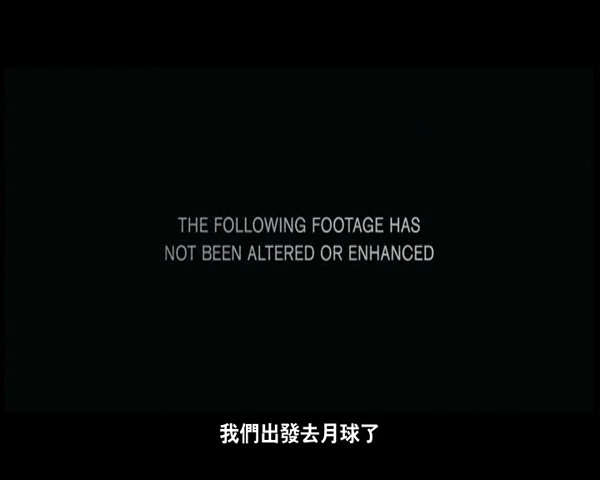 THE FOLLOWING FOOTAGE HAS
NOT BEEN ALTERED OR ENHANCED
我們出發去月球了